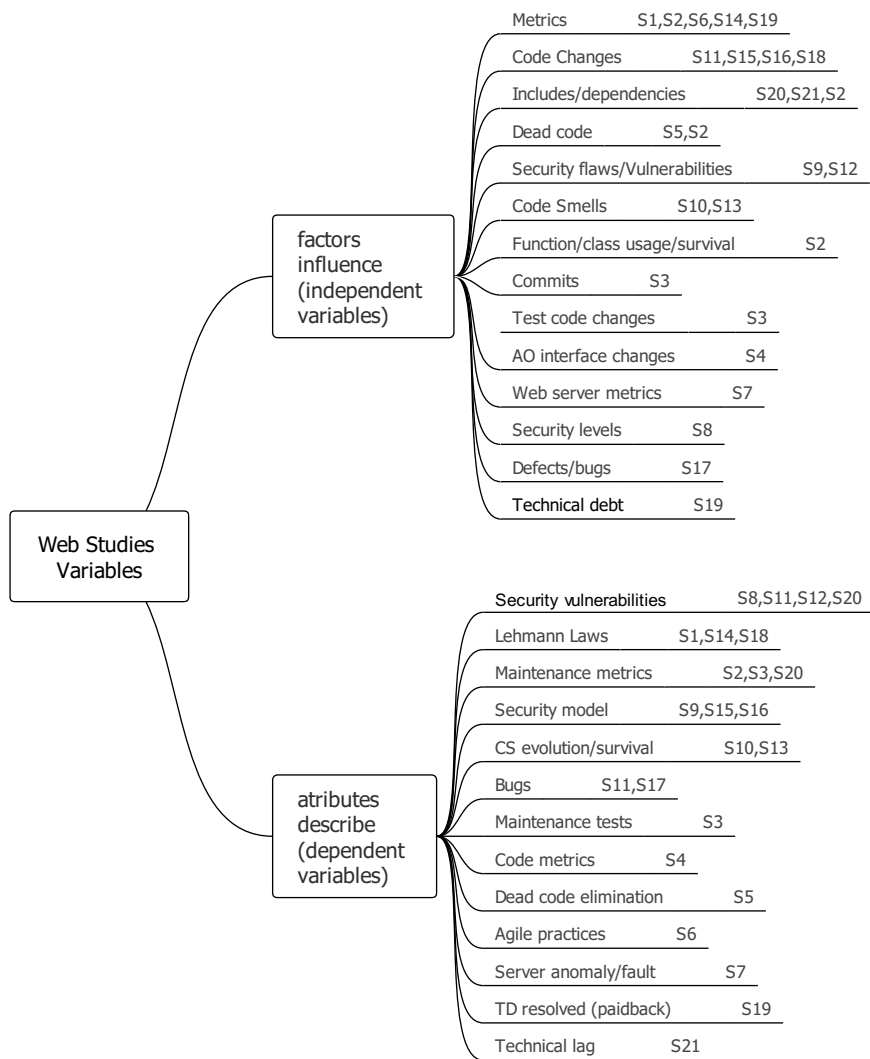 Web Studies
Variables
factors
influence
(independent
variables)
Metrics S1,S2,S6,S14,S19
Code Changes S11,S15,S16,S18
Includes/dependencies S20,S21,S2
Dead code S5,S2
Security flaws/Vulnerabilities S9,S12
Code Smells S10,S13
Function/class usage/survival S2
Commits S3
Test code changes S3
AO interface changes S4
Web server metrics S7
Security levels S8
Defects/bugs S17
Technical debt S19
atributes
describe
(dependent
variables)
Security vulnerabilities S8,S11,S12,S20
Lehmann Laws S1,S14,S18
Maintenance metrics S2,S3,S20
Security model S9,S15,S16
CS evolution/survival S10,S13
Bugs S11,S17
Maintenance tests S3
Code metrics S4
Dead code elimination S5
Agile practices S6
Server anomaly/fault S7
TD resolved (paidback) S19
Technical lag S21